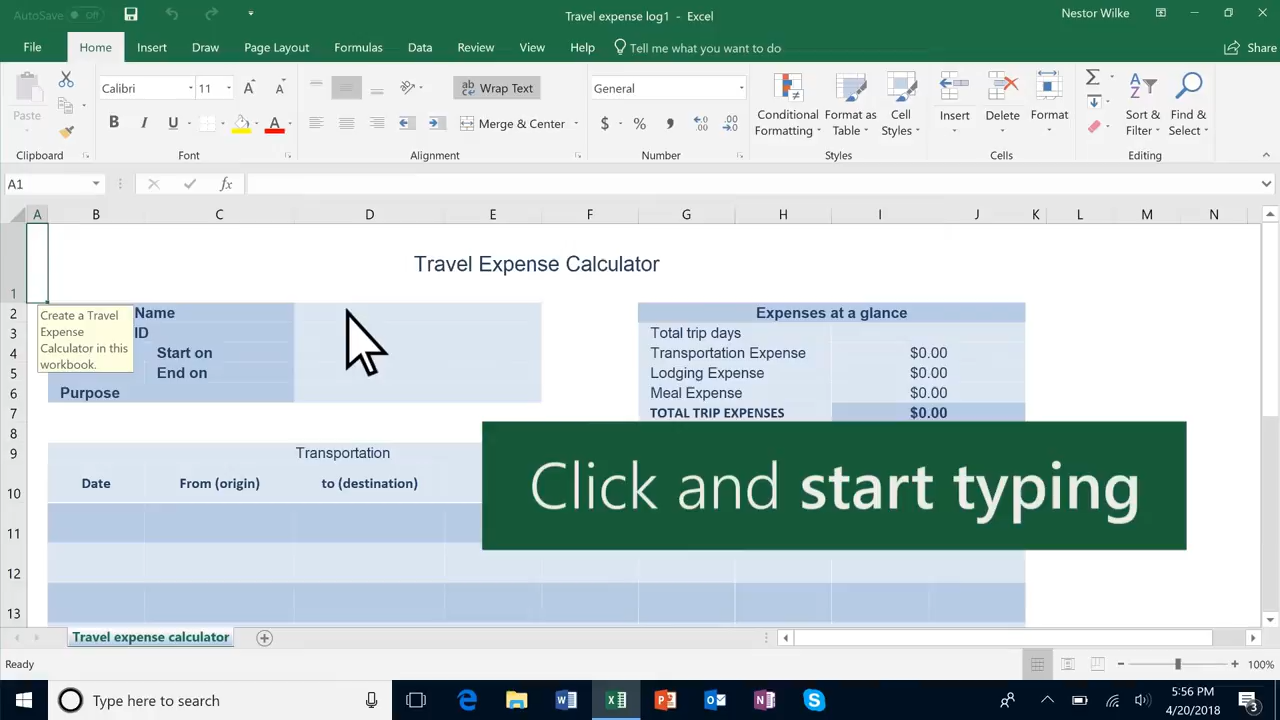 AutoSave Off
Travel expense log1 - Excel
Nestor Wilke
File Home Insert Draw Page Layout Formulas Data Review View Help Tell me what you want to do Share
Paste
Calibri 11
Wrap Text
General
B I U A
Merge & Center
$ % ,
Conditional Formatting
Format as Table
Cell Styles
Insert
Delete
Format
Sort & Filter
Find & Select
Clipboard Font Alignment Number Styles Cells Editing
A1 fx
A B C D E F G H I J K L M N
1 Travel Expense Calculator
2 Name Expenses at a glance
3 ID Total trip days
4 Start on Transportation Expense $0.00
5 End on Lodging Expense $0.00
6 Purpose Meal Expense $0.00
7 TOTAL TRIP EXPENSES $0.00
Create a Travel
Expense
Calculator in this
workbook.
8
9 Transportation
10 Date From (origin) to (destination)
Click and start typing
11
12
13
Travel expense calculator
Ready 100%
Type here to search
5:56 PM
4/20/2018
3